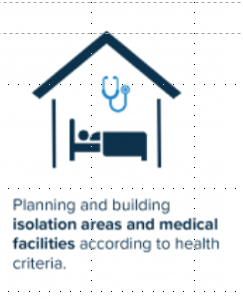 Planning and building
isolation areas and medical
facilities according to health
criteria.